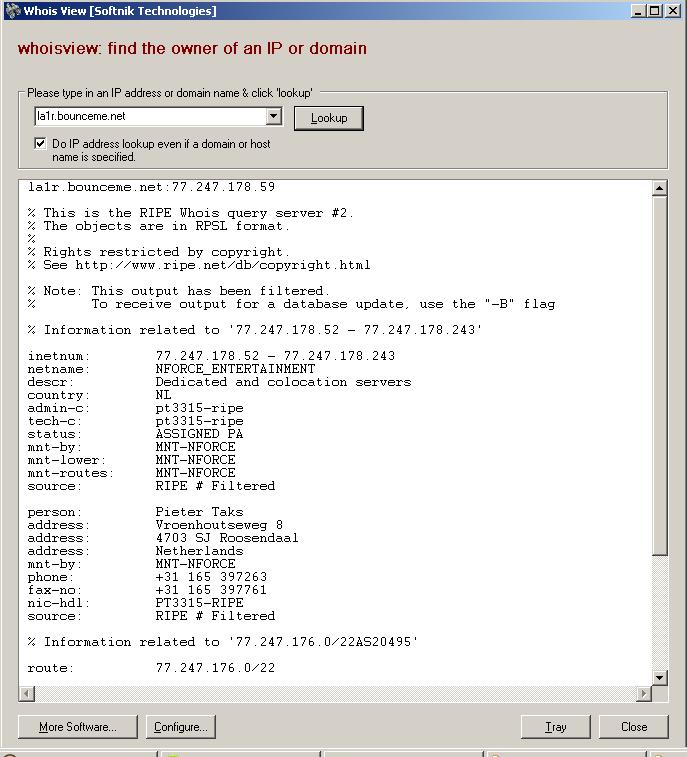 Whois View [Softnik Technologies]
whoisview: find the owner of an IP or domain
Please type in an IP address or domain name & click 'lookup'
la1r.bounceme.net
Lookup
Do IP address lookup even if a domain or host
name is specified.
la1r.bounceme.net:77.247.178.59
% This is the RIPE Whois query server #2.
% The objects are in RPSL format.
%
% Rights restricted by copyright.
% See http://www.ripe.net/db/copyright.html
% Note: This output has been filtered.
%       To receive output for a database update, use the "-B" flag
% Information related to '77.247.178.52 - 77.247.178.243'
inetnum:        77.247.178.52 - 77.247.178.243
netname:        NFORCE_ENTERTAINMENT
descr:          Dedicated and colocation servers
country:        NL
admin-c:        pt3315-ripe
tech-c:         pt3315-ripe
status:         ASSIGNED PA
mnt-by:         MNT-NFORCE
mnt-lower:      MNT-NFORCE
mnt-routes:     MNT-NFORCE
source:         RIPE # Filtered
person:         Pieter Taks
address:        Vroenhoutseweg 8
address:        4703 SJ Roosendaal
address:        Netherlands
mnt-by:         MNT-NFORCE
phone:          +31 165 397263
fax-no:         +31 165 397761
nic-hdl:        PT3315-RIPE
source:         RIPE # Filtered
% Information related to '77.247.176.0/22AS20495'
route:          77.247.176.0/22
More Software... Configure... Tray Close